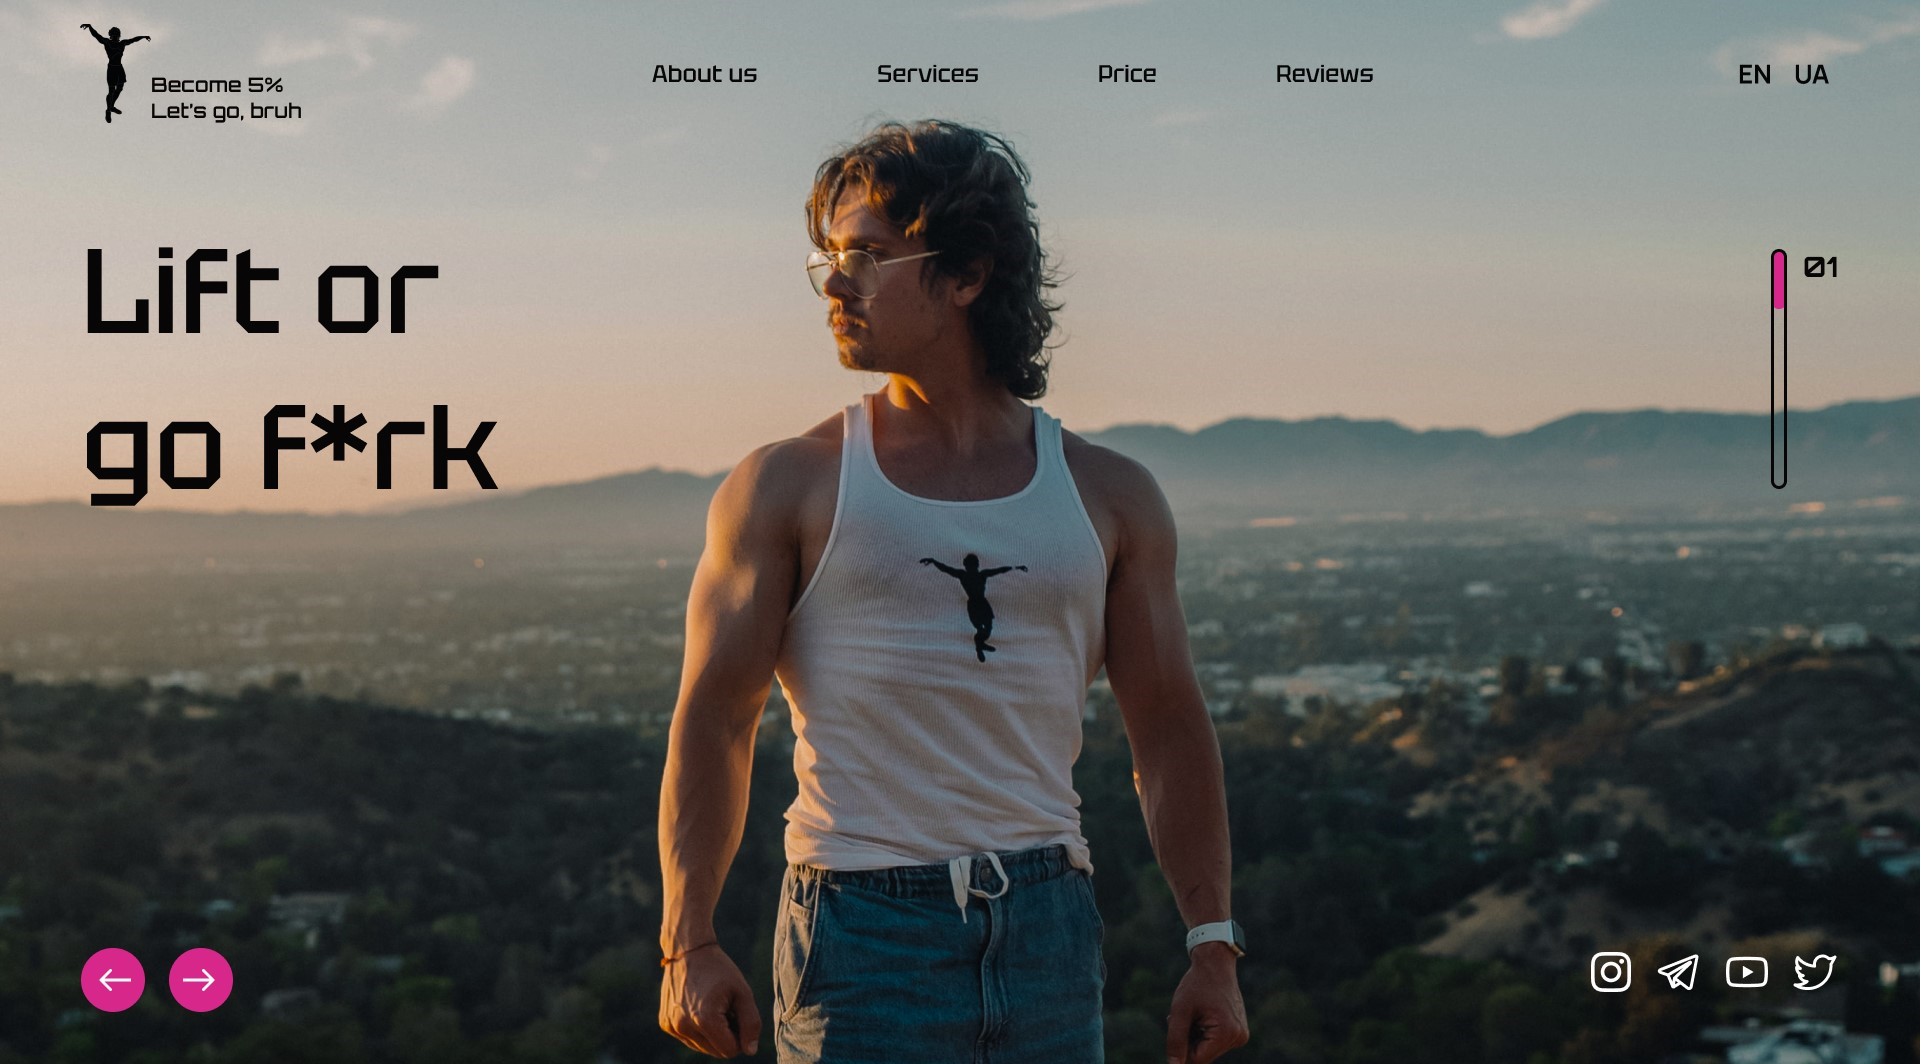 Become 5%
Let's go, bruh
About us
Services
Price
Reviews
EN UA
Lift or
go f*rk
01